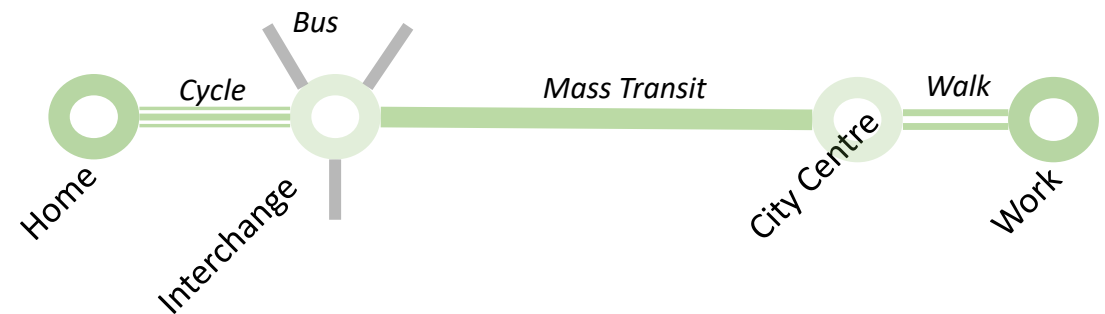 Bus
Cycle
Mass Transit
Walk
Home
Interchange
City Centre
Work